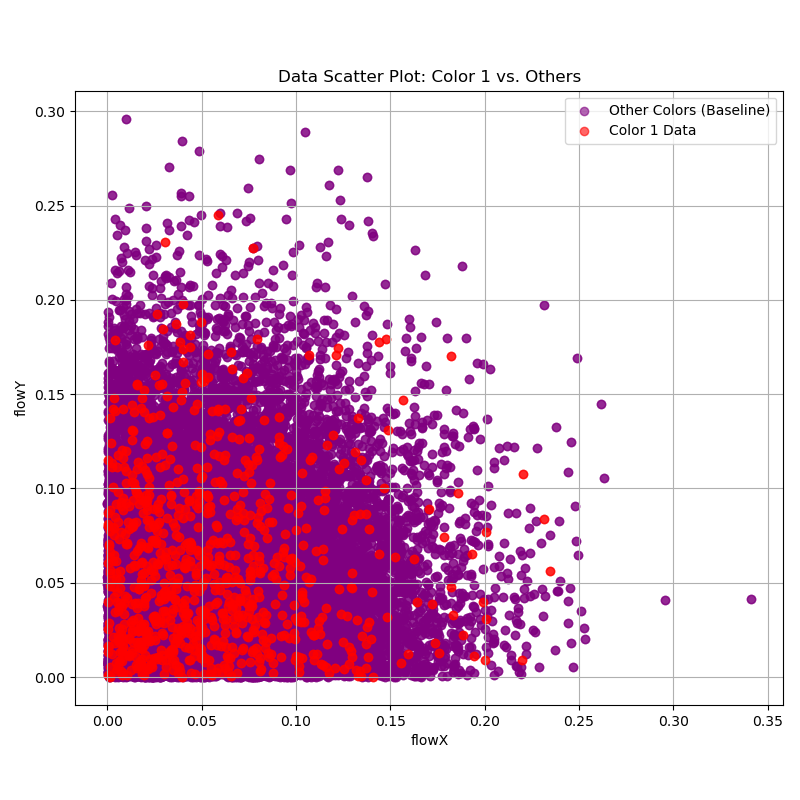 Data Scatter Plot: Color 1 vs. Others
Other Colors (Baseline)
Color 1 Data
flowY
0.30
0.25
0.20
0.15
0.10
0.05
0.00
0.00 0.05 0.10 0.15 0.20 0.25 0.30 0.35
flowX